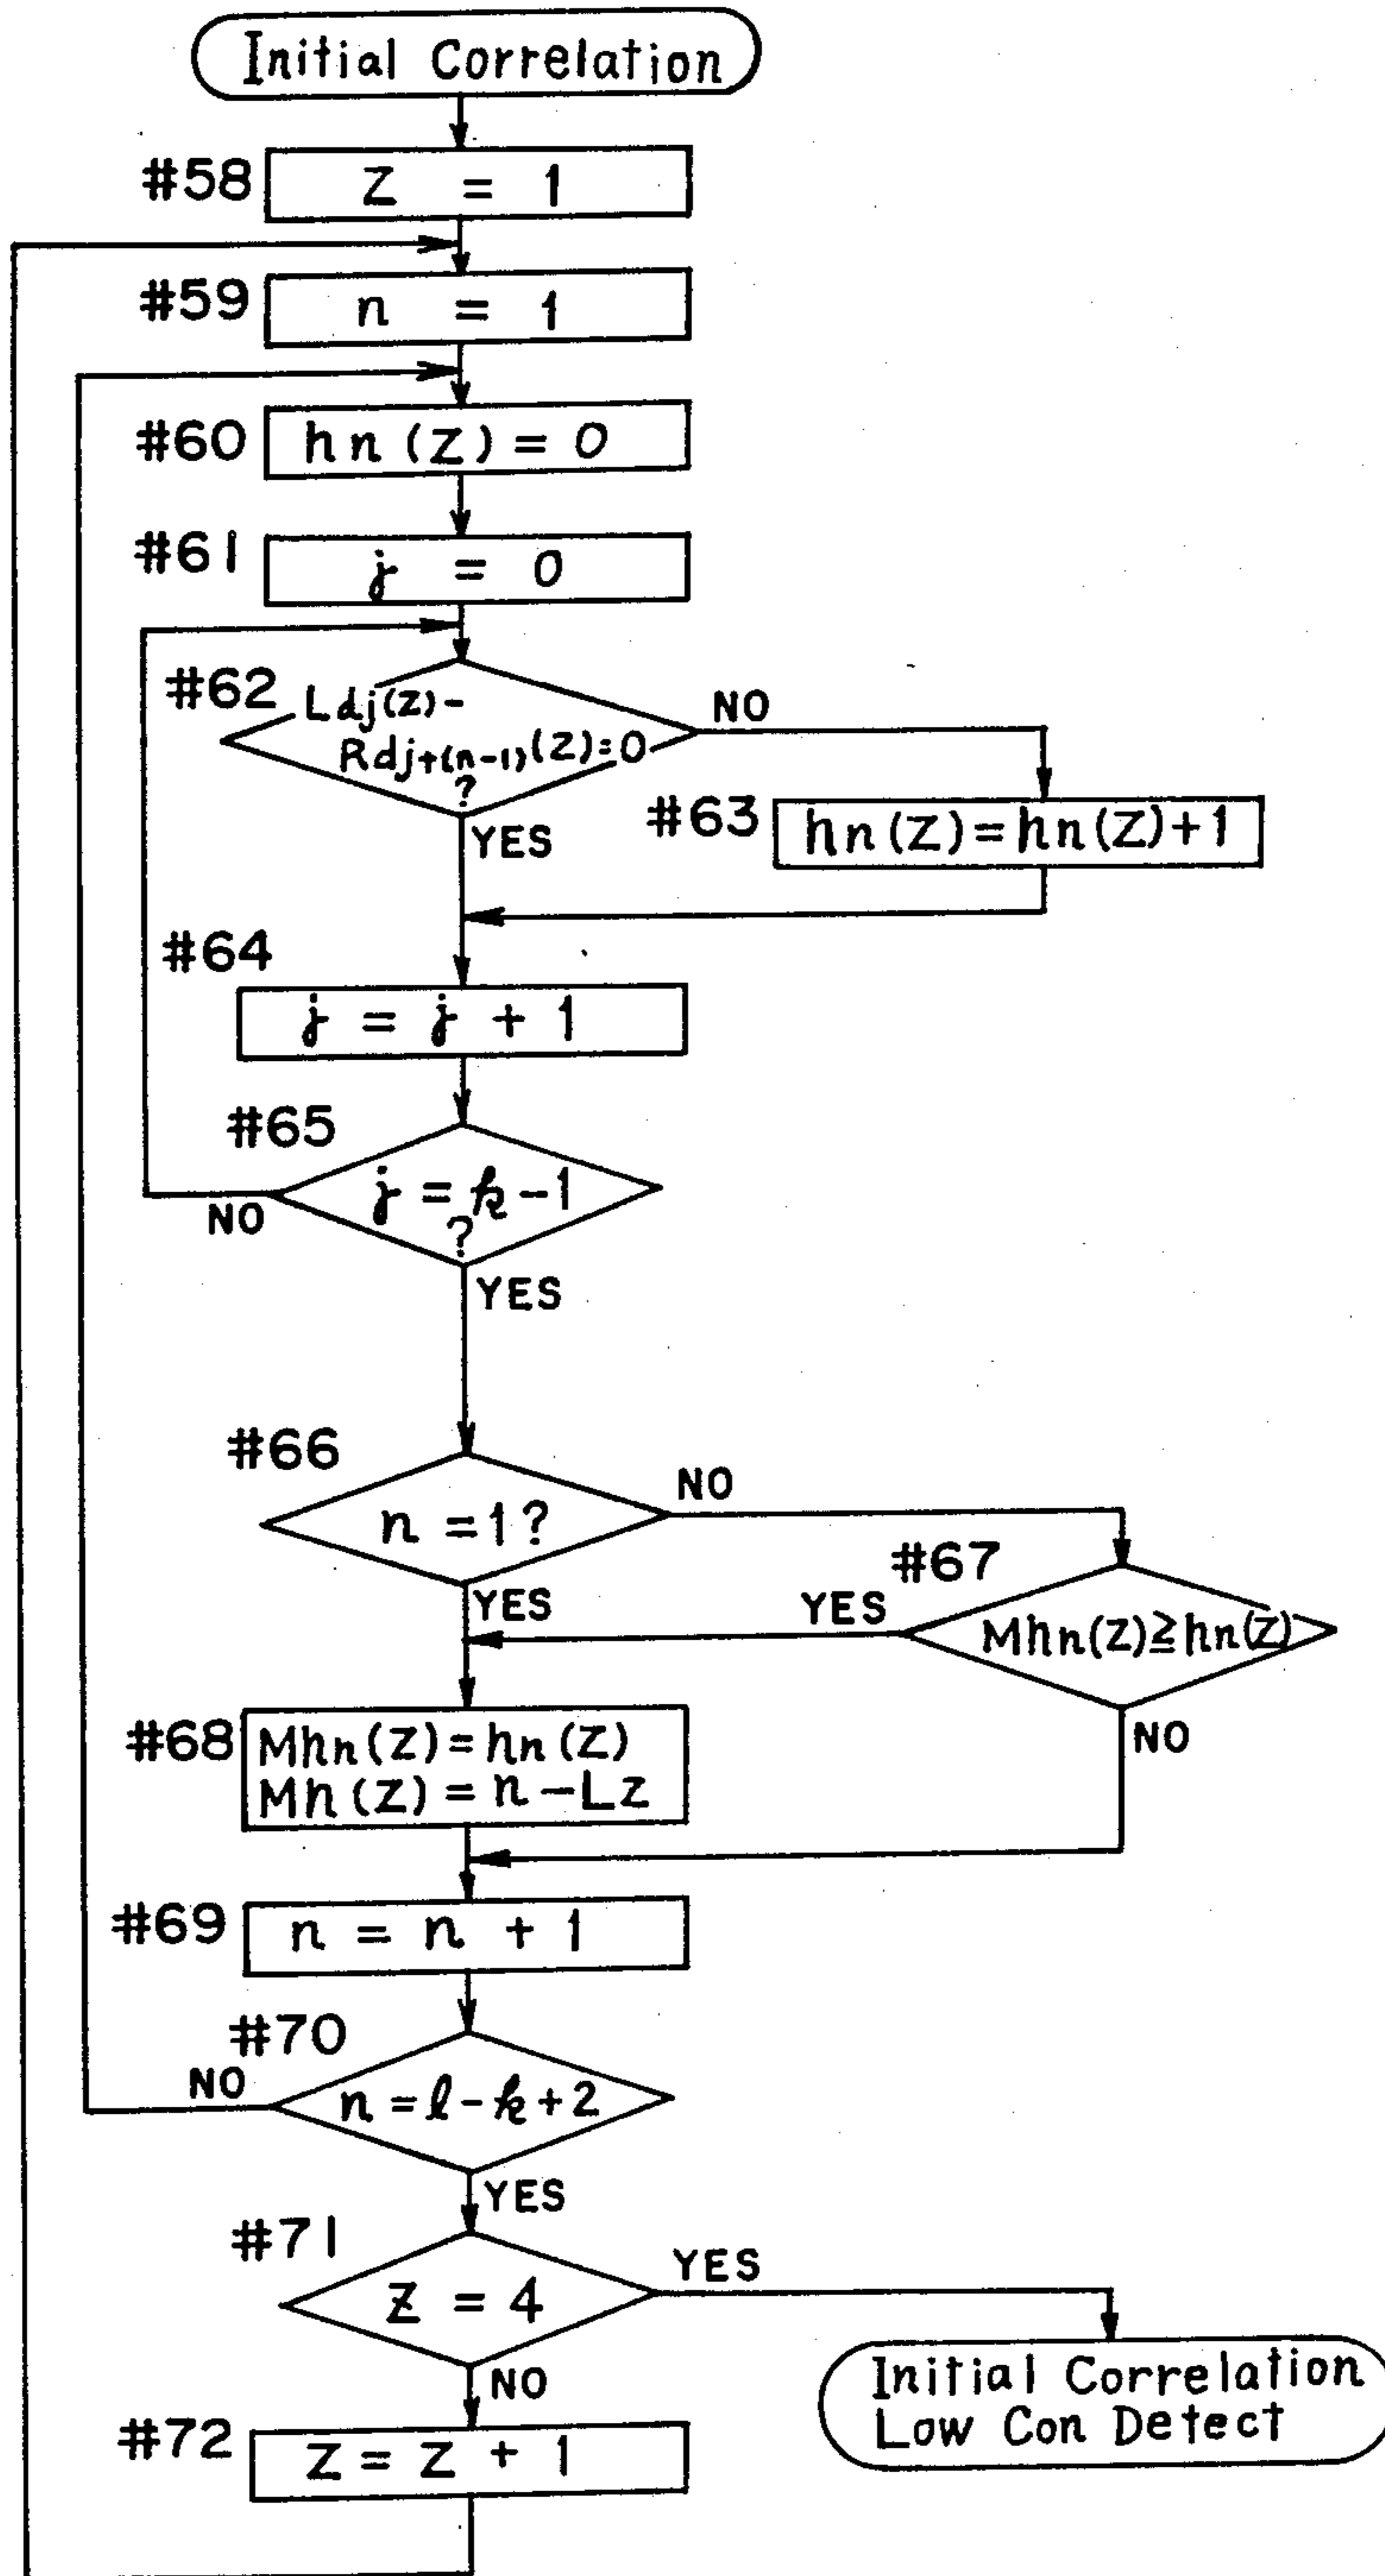 Initial Correlation
#58
Z = 1
#59
n = 1
#60
hn(Z) = 0
#61
j = 0
#62
Ldj(Z)-
Rdj+(n-1)(Z)=0
?
NO
YES
#63
hn(Z)=hn(Z)+1
#64
j = j + 1
#65
j = k-1
?
NO
YES
#66
n = 1?
NO
YES
#67
Mhn(Z)≧hn(Z)
YES
NO
#68
Mhn(Z)=hn(Z)
Mh(Z) = n-Lz
#69
n = n + 1
#70
n = l-k+2
NO
YES
#71
Z = 4
YES
NO
Initial Correlation
Low Con Detect
#72
Z = Z + 1